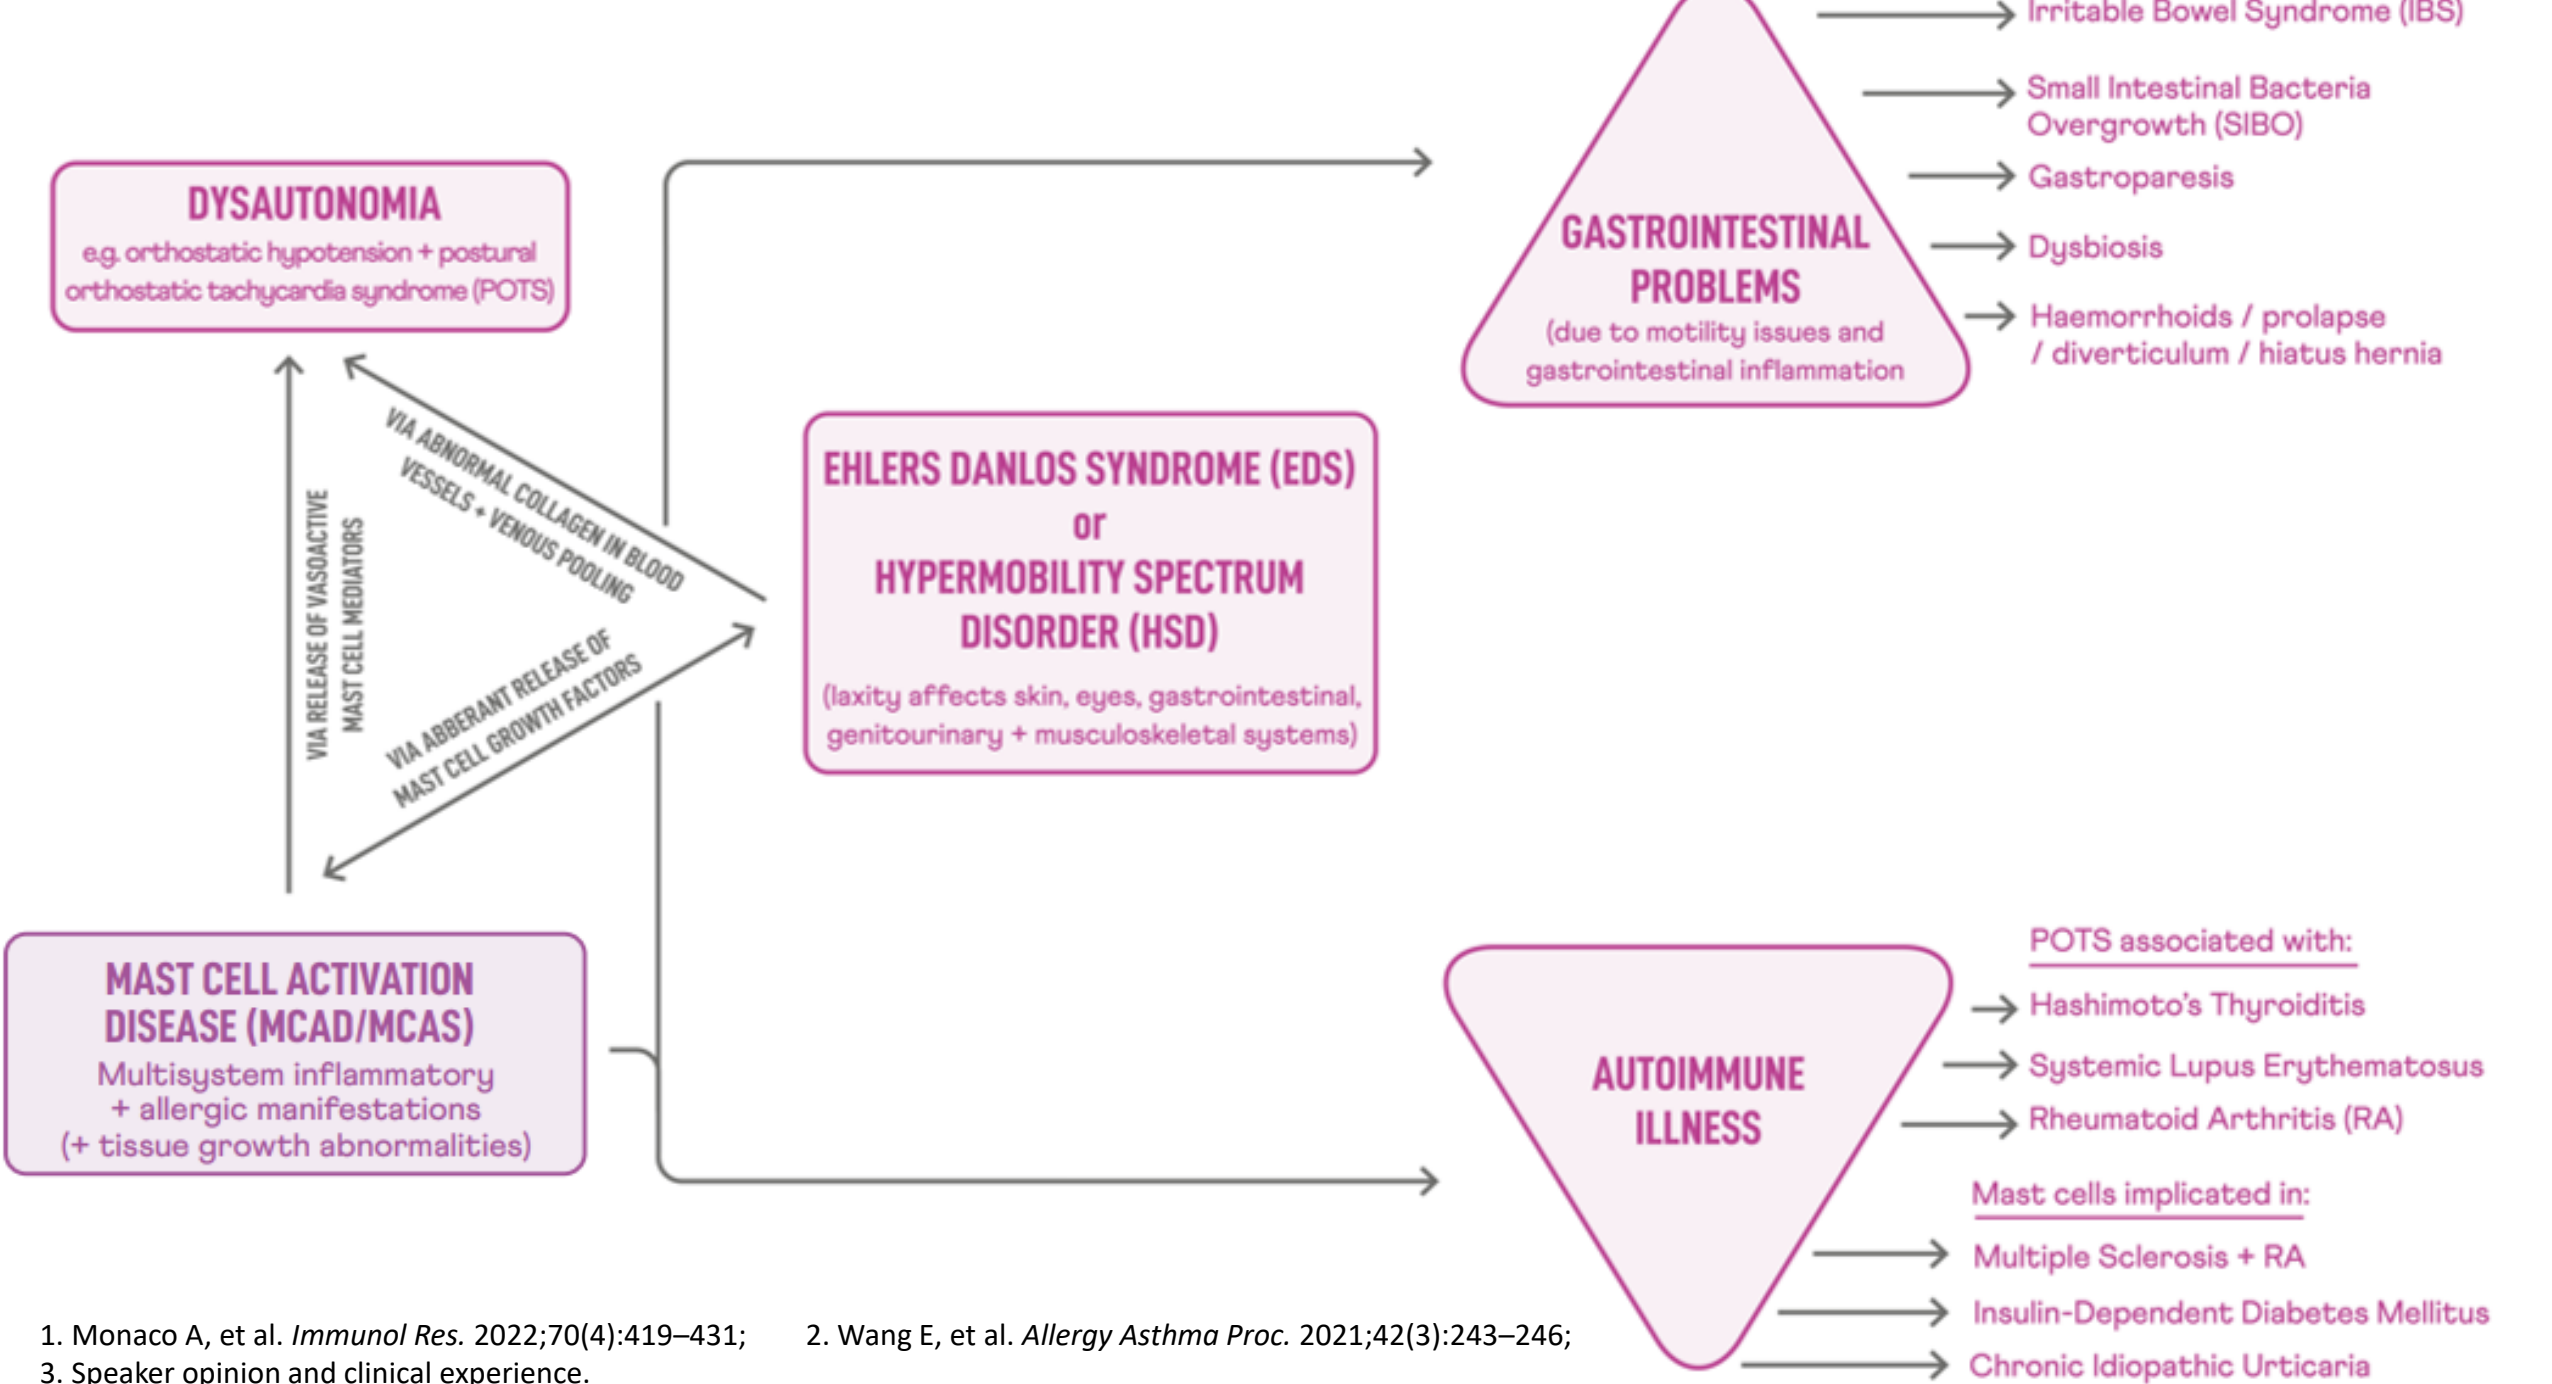 Irritable Bowel Syndrome (IBS)
Small Intestinal Bacteria
Overgrowth (SIBO)
Gastroparesis
Dysbiosis
Haemorrhoids / prolapse
/ diverticulum / hiatus hernia
GASTROINTESTINAL
PROBLEMS
(due to motility issues and
gastrointestinal inflammation
DYSAUTONOMIA
e.g. orthostatic hypotension + postural
orthostatic tachycardia syndrome (POTS)
VIA ABNORMAL COLLAGEN IN BLOOD
VESSELS + VENOUS POOLING
VIA RELEASE OF VASOACTIVE
MAST CELL MEDIATORS
VIA ABBERANT RELEASE OF
MAST CELL GROWTH FACTORS
EHLERS DANLOS SYNDROME (EDS)
or
HYPERMOBILITY SPECTRUM
DISORDER (HSD)
(laxity affects skin, eyes, gastrointestinal,
genitourinary + musculoskeletal systems)
MAST CELL ACTIVATION
DISEASE (MCAD/MCAS)
Multisystem inflammatory
+ allergic manifestations
(+ tissue growth abnormalities)
AUTOIMMUNE
ILLNESS
POTS associated with:
Hashimoto's Thyroiditis
Systemic Lupus Erythematosus
Rheumatoid Arthritis (RA)
Mast cells implicated in:
Multiple Sclerosis + RA
Insulin-Dependent Diabetes Mellitus
Chronic Idiopathic Urticaria
1. Monaco A, et al. Immunol Res. 2022;70(4):419–431; 2. Wang E, et al. Allergy Asthma Proc. 2021;42(3):243–246;
3. Speaker opinion and clinical experience.